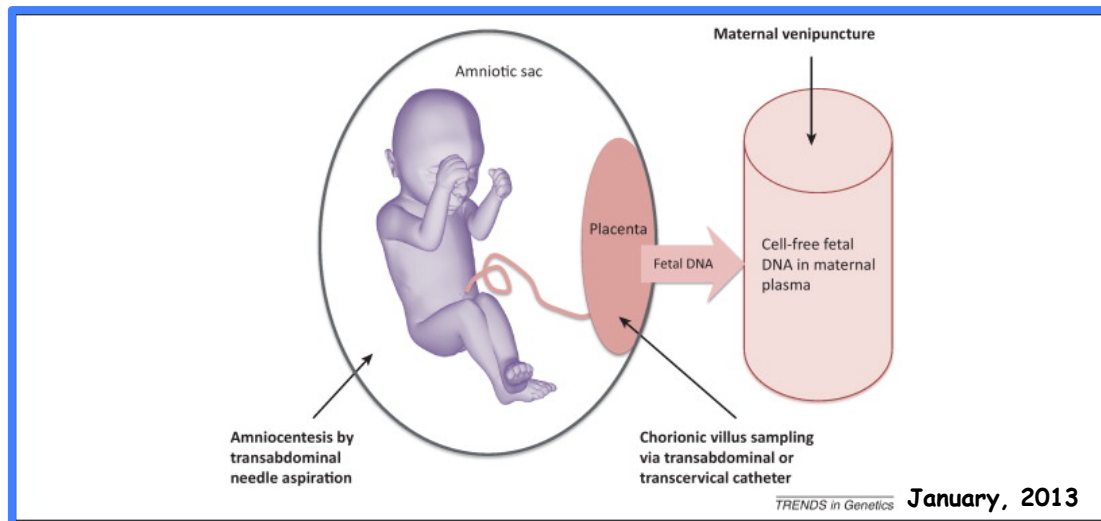 Maternal venipuncture
Amniotic sac
Placenta
Fetal DNA
Cell-free fetal
DNA in maternal
plasma
Amniocentesis by
transabdominal
needle aspiration
Chorionic villus sampling
via transabdominal or
transcervical catheter
TRENDS in Genetics
January, 2013